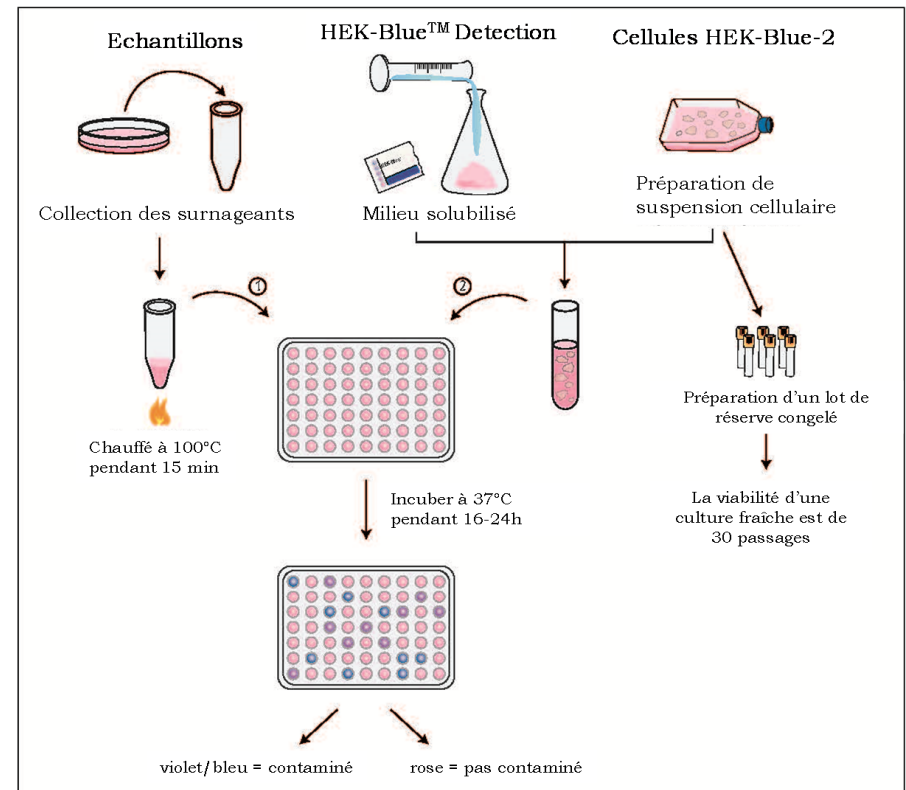 Echantillons
HEK-Blue™ Detection
Cellules HEK-Blue-2
HEK-Blue
Collection des surnageants
Milieu solubilisé
Préparation de
suspension cellulaire
1
2
Chauffé à 100°C
pendant 15 min
Préparation d'un lot de
réserve congelé
Incuber à 37°C
pendant 16-24h
La viabilité d'une
culture fraîche est de
30 passages
violet/bleu = contaminé
rose = pas contaminé